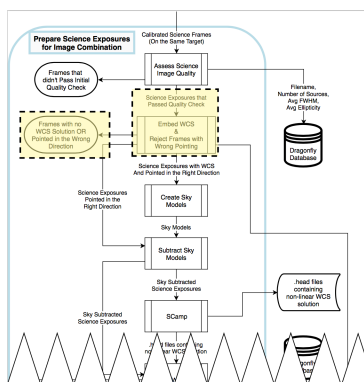 Prepare Science Exposures
for Image Combination
Calibrated Science Frames
(On the Same Target)
Frames that
didn't Pass Initial
Quality Check
Assess Science
Image Quality
Science Exposures that
Passed Quality Check
Filename,
Number of Sources,
Avg FWHM,
Avg Ellipticity
Frames with no
WCS Solution OR
Pointed in the Wrong
Direction
Embed WCS
&
Reject Frames with
Wrong Pointing
Dragonfly
Database
Science Exposures with WCS
And Pointed in the Right Direction
Science Exposures
Pointed in the
Right Direction
Create Sky
Models
Sky Models
Subtract Sky
Models
Sky Subtracted
Science Exposures
.head files
containing
non-linear WCS
solution
Sky Subtracted
Science Exposures
SCamp